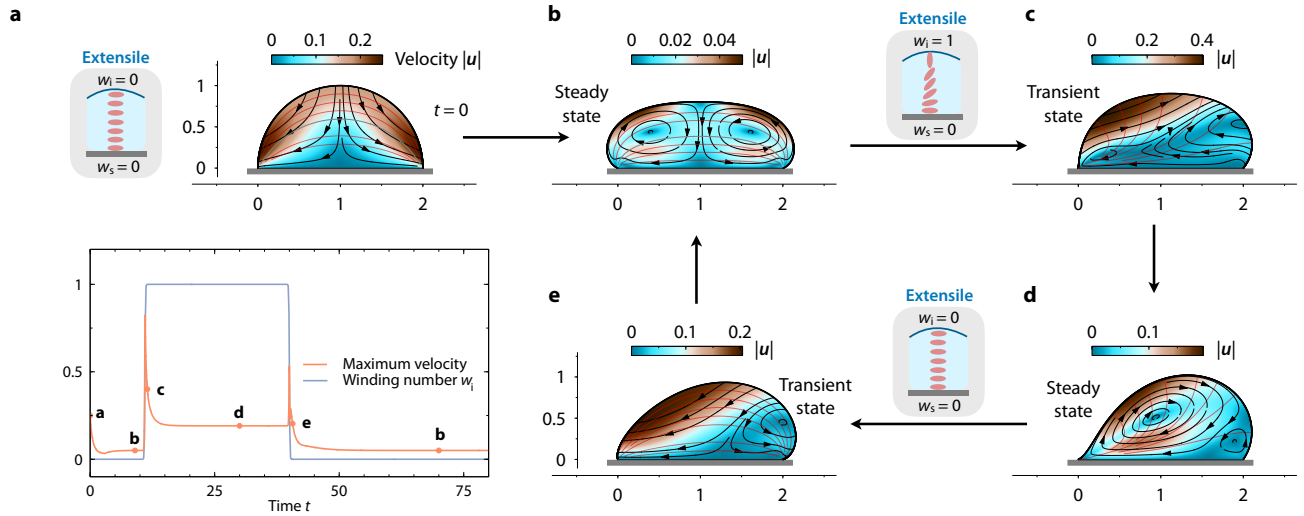 a
Extensile
wᵢ = 0
wₛ = 0
0 0.1 0.2
Velocity |u|
1
0.5
0
t = 0
0 1 2
b
0 0.02 0.04
|u|
Steady
state
0 1 2
Extensile
wᵢ = 1
wₛ = 0
c
0 0.2 0.4
|u|
Transient
state
0 1 2
1
0.5
0
a
b
c
d
e
b
Maximum velocity
Winding number wᵢ
0 25 50 75
Time t
e
0 0.1 0.2
|u|
Transient
state
1
0.5
0
0 1 2
Extensile
wᵢ = 0
wₛ = 0
d
0 0.1
|u|
Steady
state
0 1 2